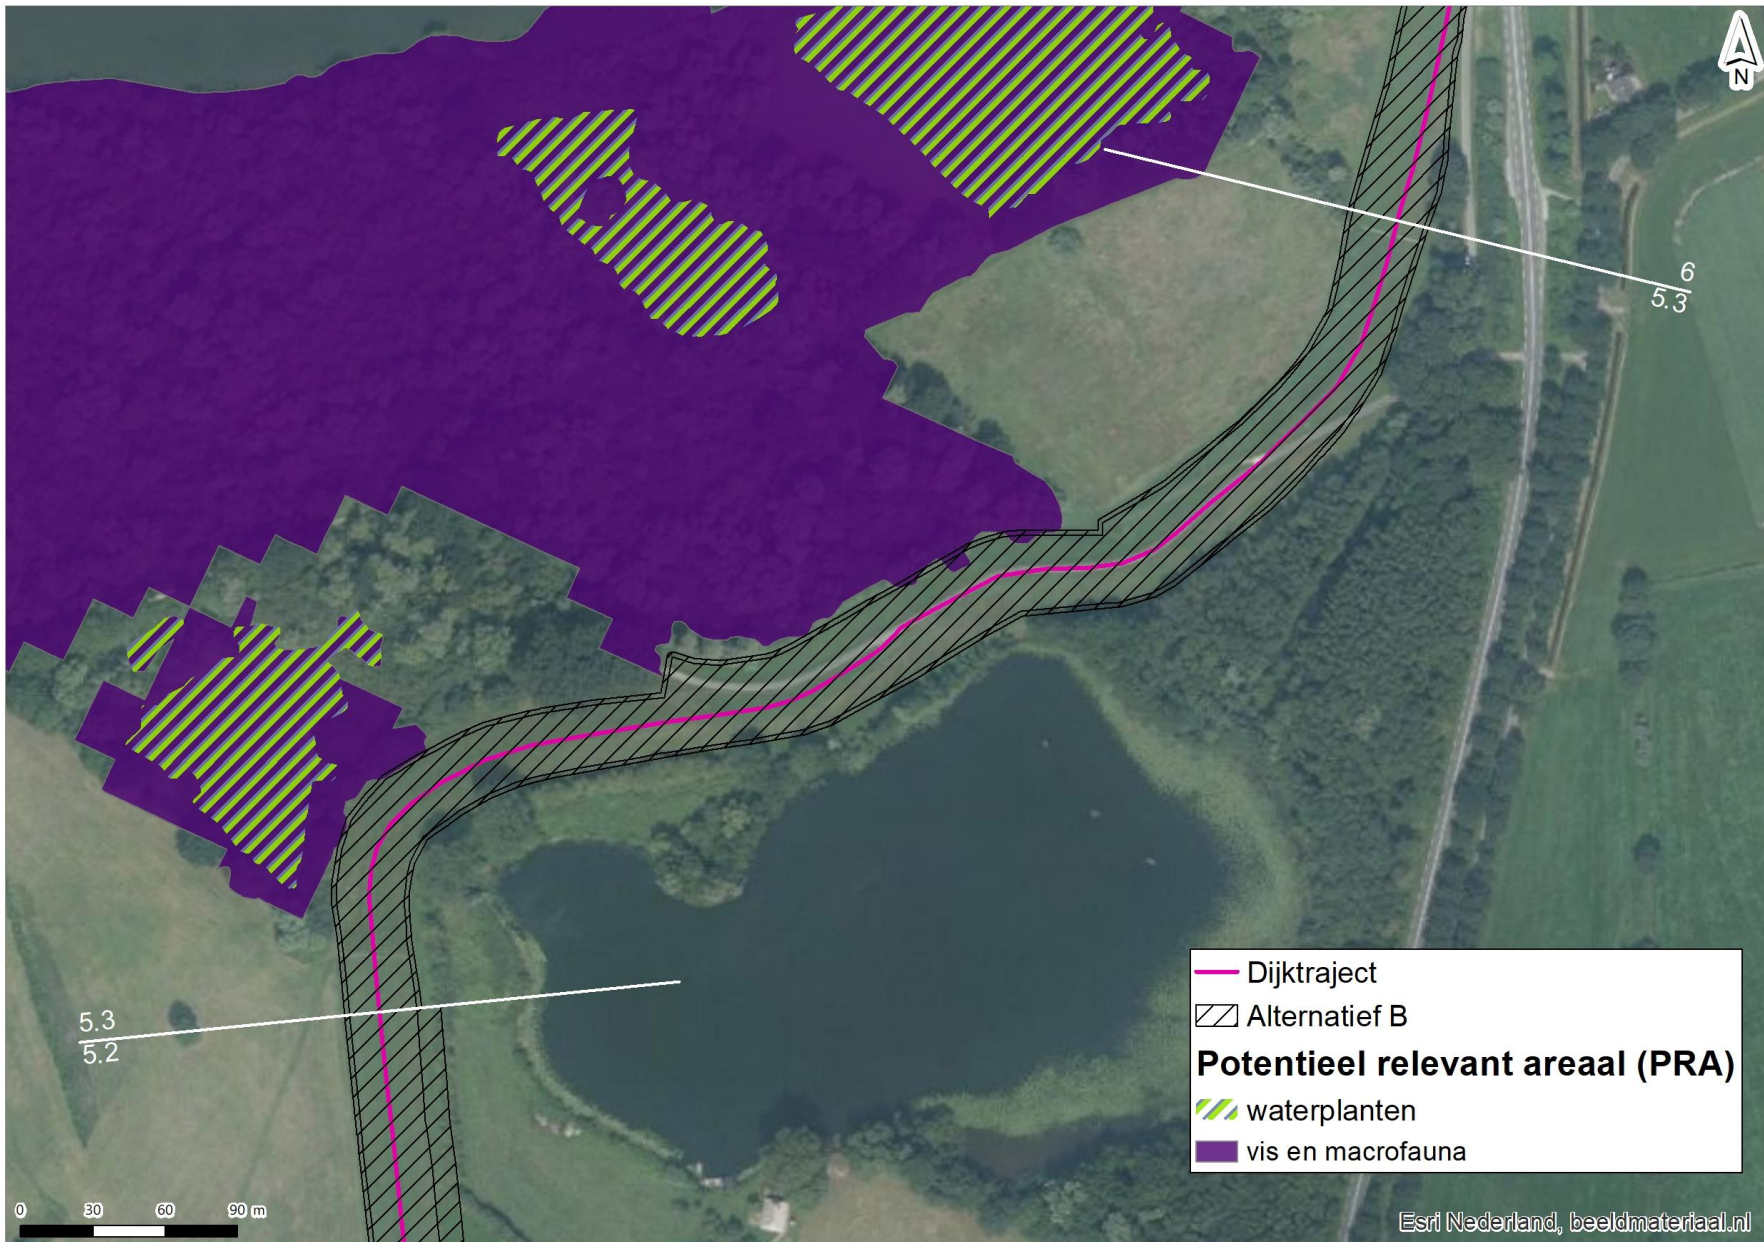 N
6
5.3
5.3
5.2
Dijktraject
Alternatief B
Potentieel relevant areaal (PRA)
waterplanten
vis en macrofauna
0 30 60 90 m
Esri Nederland, beeldmateriaal.nl